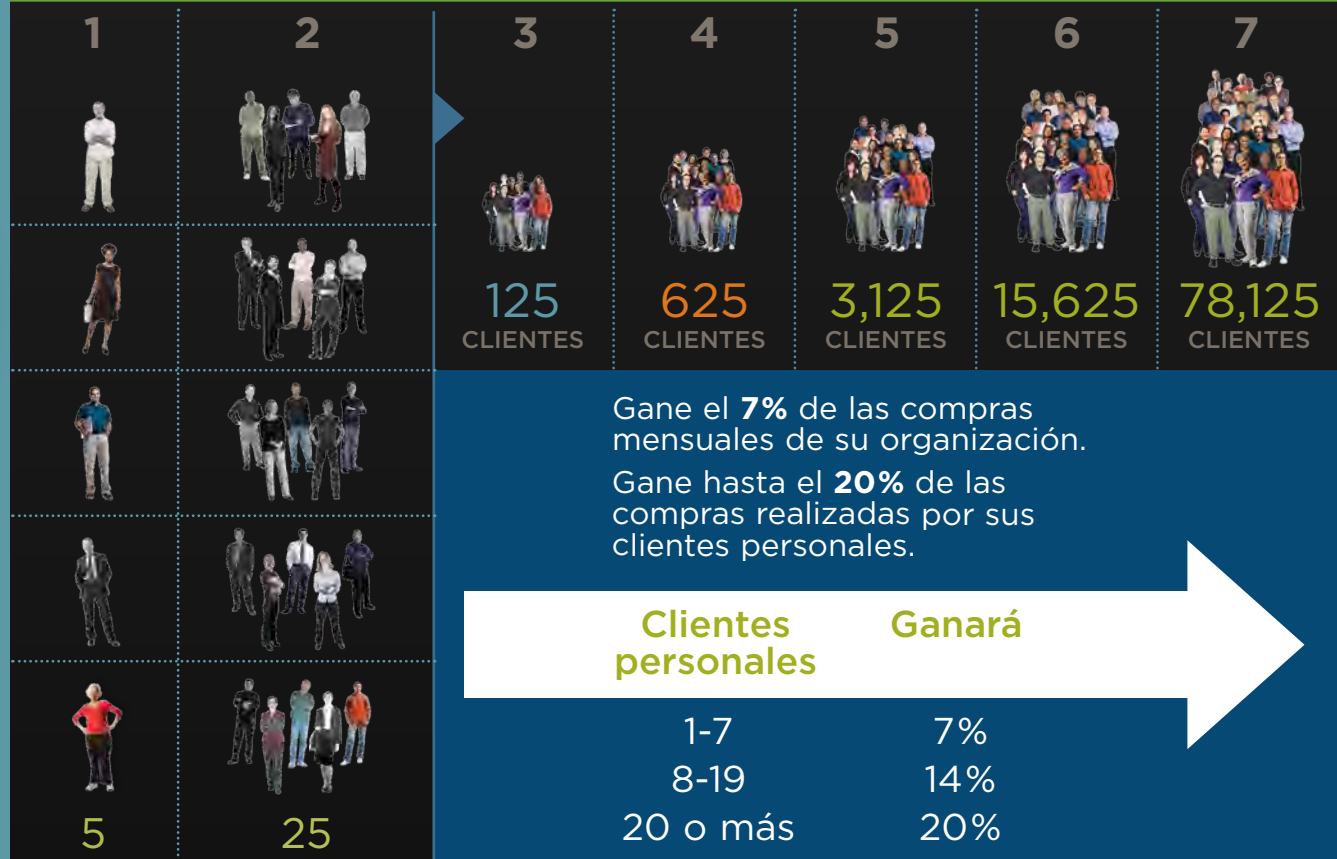 1 2 3 4 5 6 7
125 625 3,125 15,625 78,125
CLIENTES CLIENTES CLIENTES CLIENTES CLIENTES
5 25
Gane el 7% de las compras
mensuales de su organización.
Gane hasta el 20% de las
compras realizadas por sus
clientes personales.
Clientes Ganará
personales
1-7 7%
8-19 14%
20 o más 20%